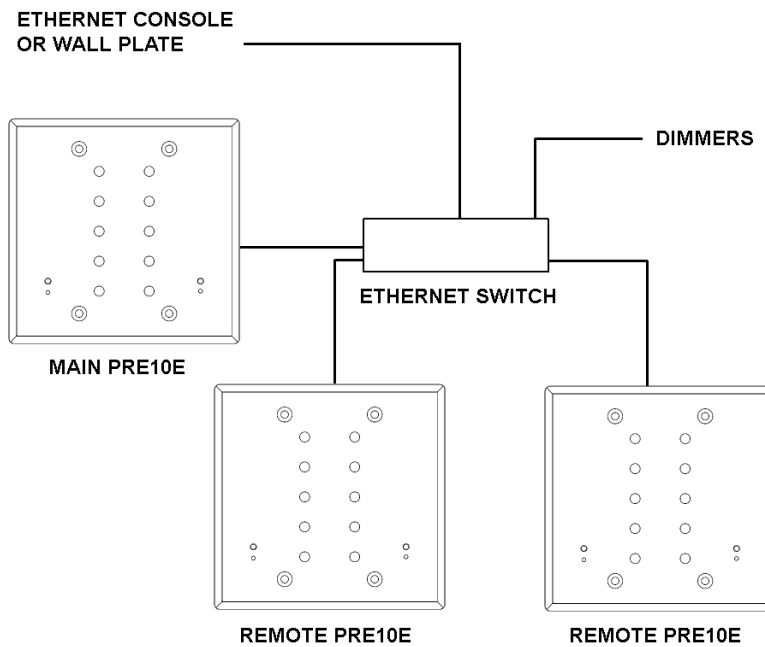 ETHERNET CONSOLE
OR WALL PLATE
DIMMERS
ETHERNET SWITCH
MAIN PRE10E
REMOTE PRE10E
REMOTE PRE10E